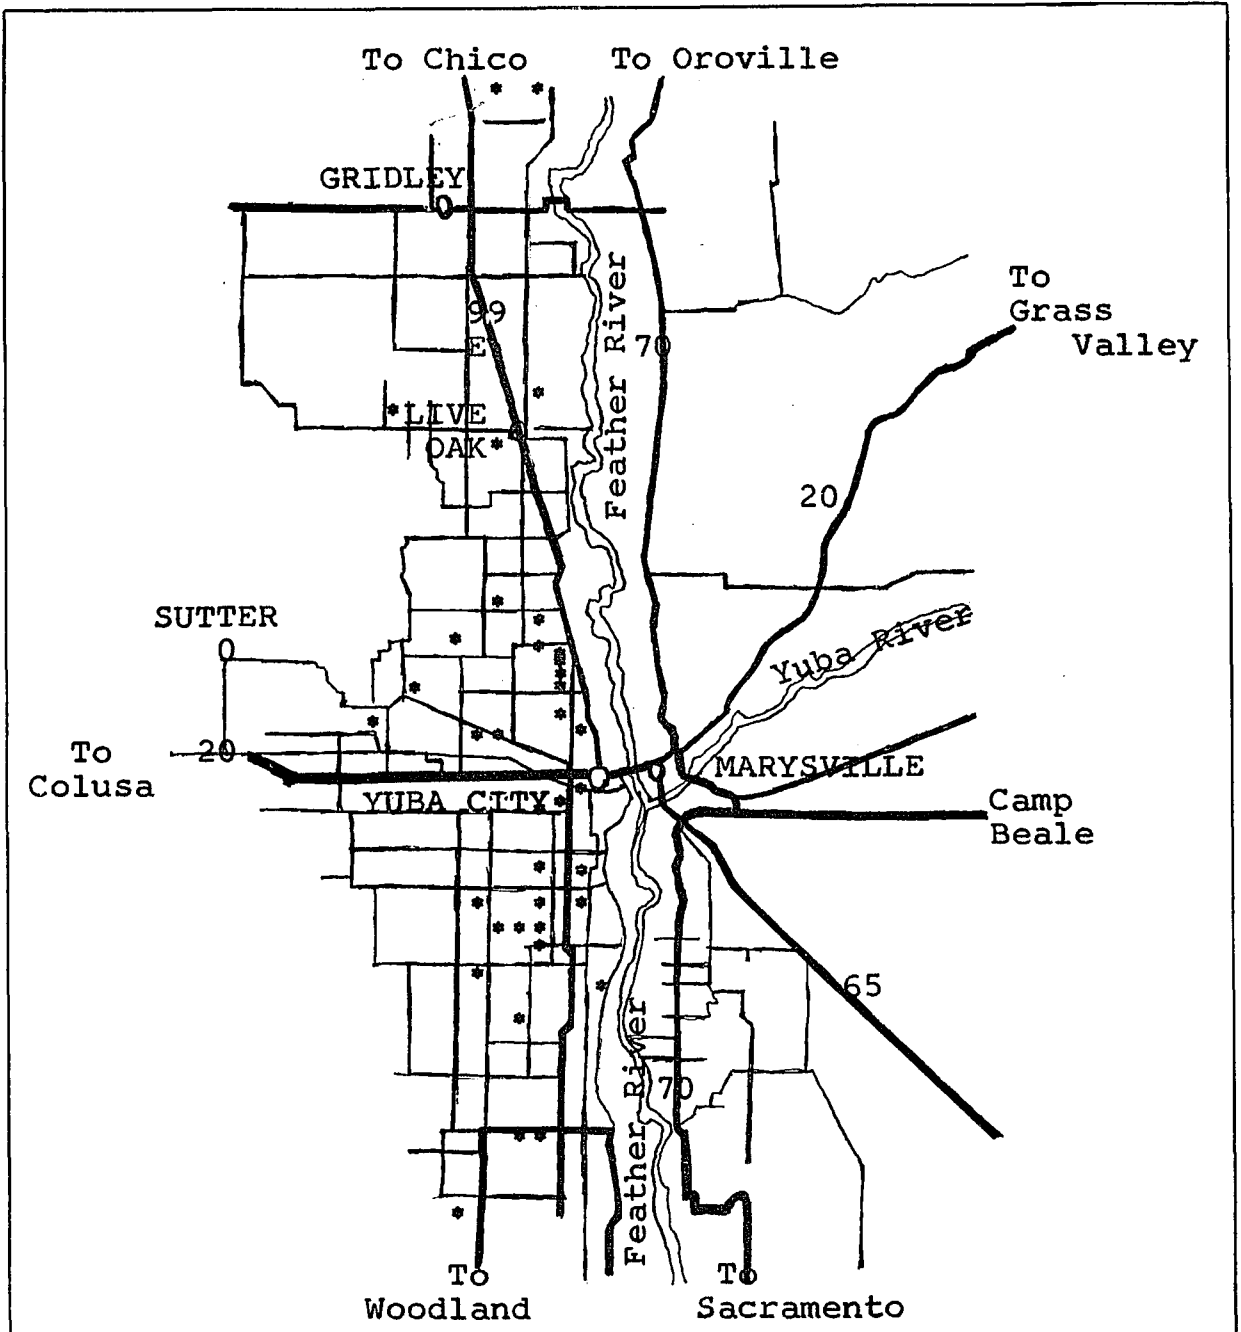 To Chico
To Oroville
GRIDLEY
To
Grass
Valley
99
E
Feather River
70
LIVE
OAK
20
SUTTER
Yuba River
To
Colusa
20
MARYSVILLE
YUBA CITY
Camp
Beale
65
Feather River
70
To
Woodland
To
Sacramento